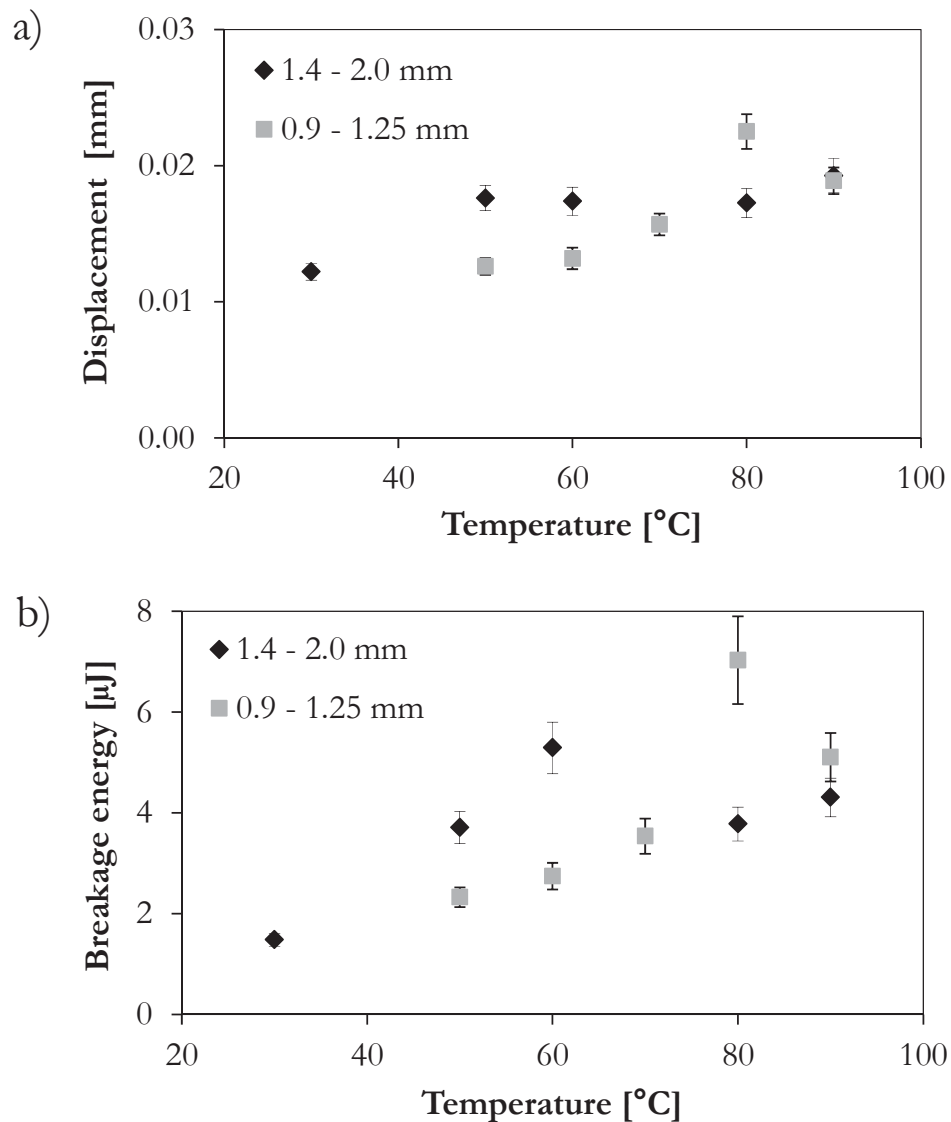 a)
0.03
1.4 - 2.0 mm
0.9 - 1.25 mm
0.02
Displacement [mm]
0.01
0.00
20 40 60 80 100
Temperature [°C]
b)
8
1.4 - 2.0 mm
0.9 - 1.25 mm
6
Breakage energy [µJ]
4
2
0
20 40 60 80 100
Temperature [°C]